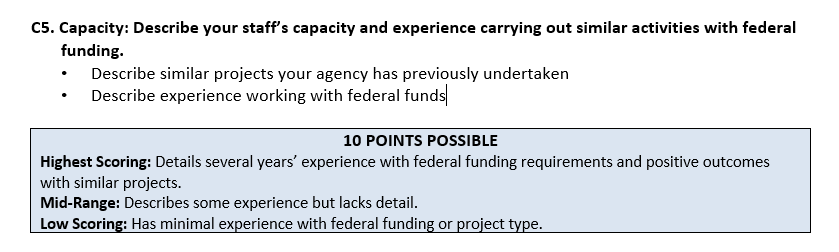 C5. Capacity: Describe your staff’s capacity and experience carrying out similar activities with federal
funding.
• Describe similar projects your agency has previously undertaken
• Describe experience working with federal funds
10 POINTS POSSIBLE
Highest Scoring: Details several years’ experience with federal funding requirements and positive outcomes
with similar projects.
Mid-Range: Describes some experience but lacks detail.
Low Scoring: Has minimal experience with federal funding or project type.